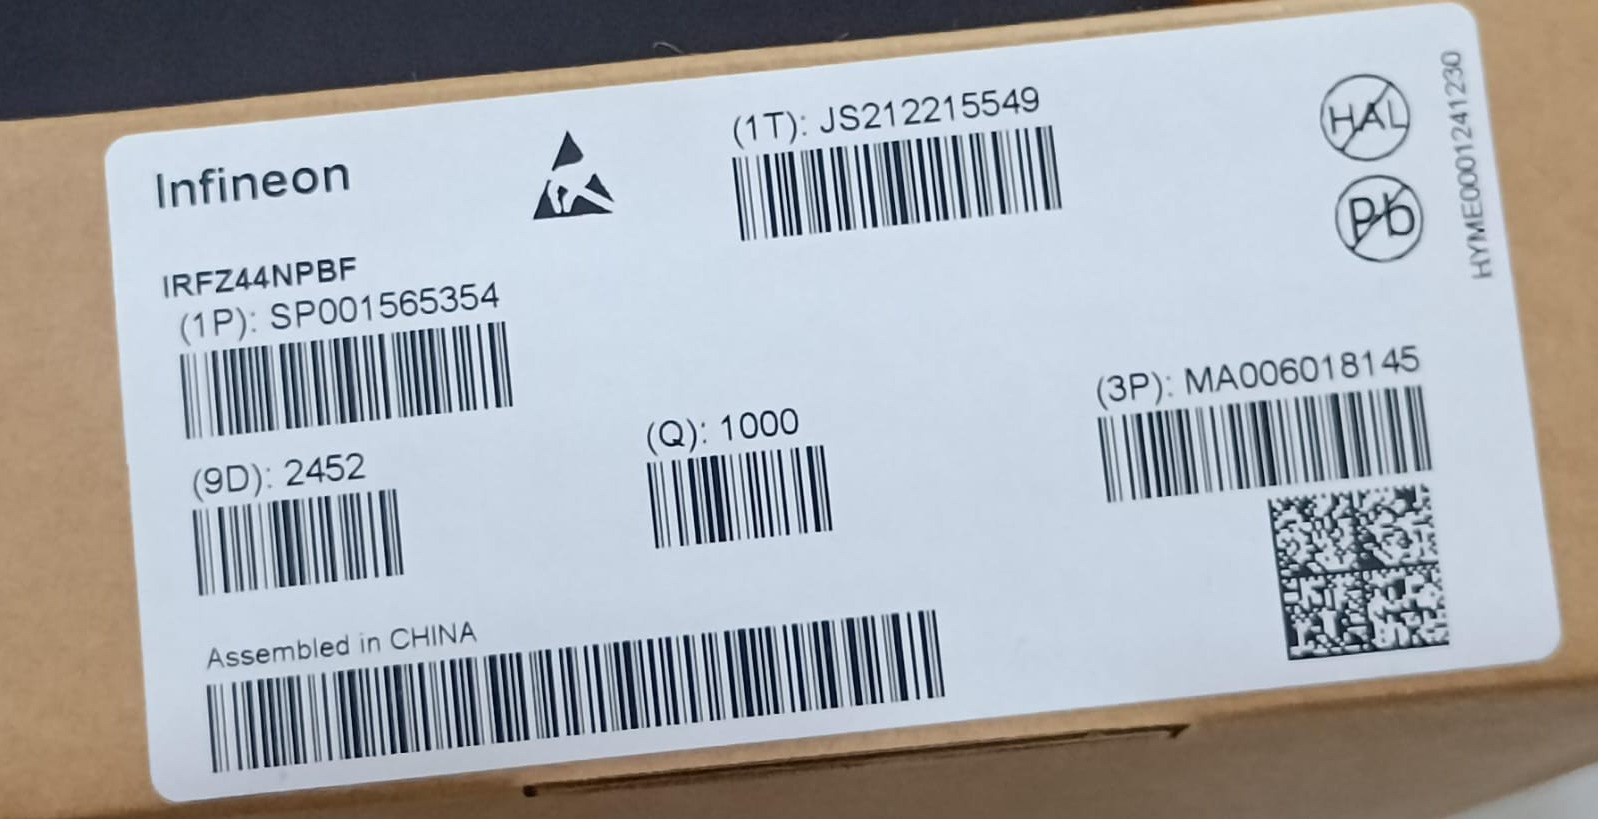 Infineon
(1T): JS212215549
HAL
Pb
HYME0001241230
IRFZ44NPBF
(1P): SP001565354
(3P): MA006018145
(Q): 1000
(9D): 2452
Assembled in CHINA